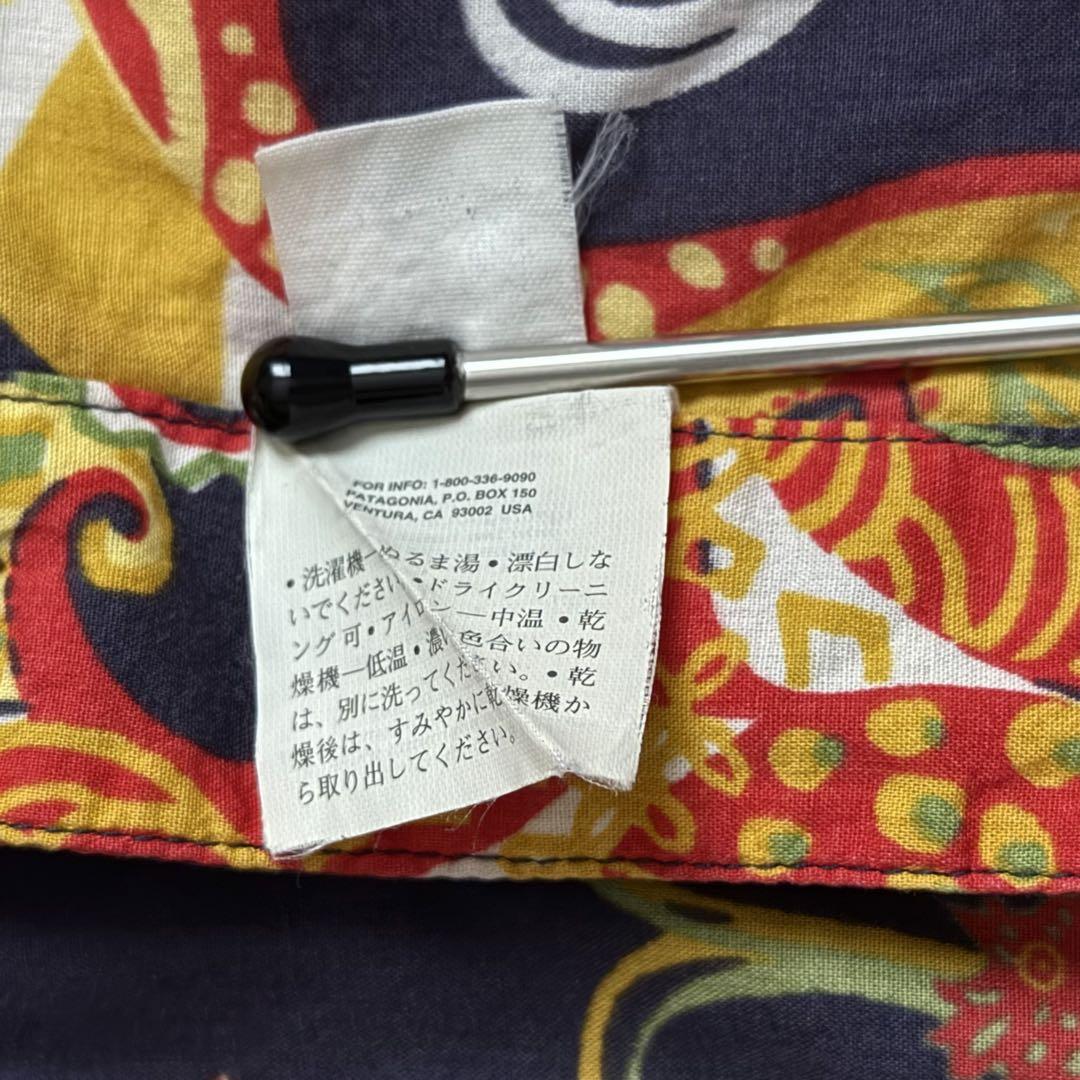 FOR INFO: 1-800-336-9090
PATAGONIA, P.O. BOX 150
VENTURA, CA 93002 USA
・洗濯機―ぬるま湯・漂白しな
いでください・ドライクリーニ
ング可・アイロン―中温・乾
燥機―低温・濃い色合いの物
は、別に洗ってください。・乾
燥後は、すみやかに乾燥機か
ら取り出してください。